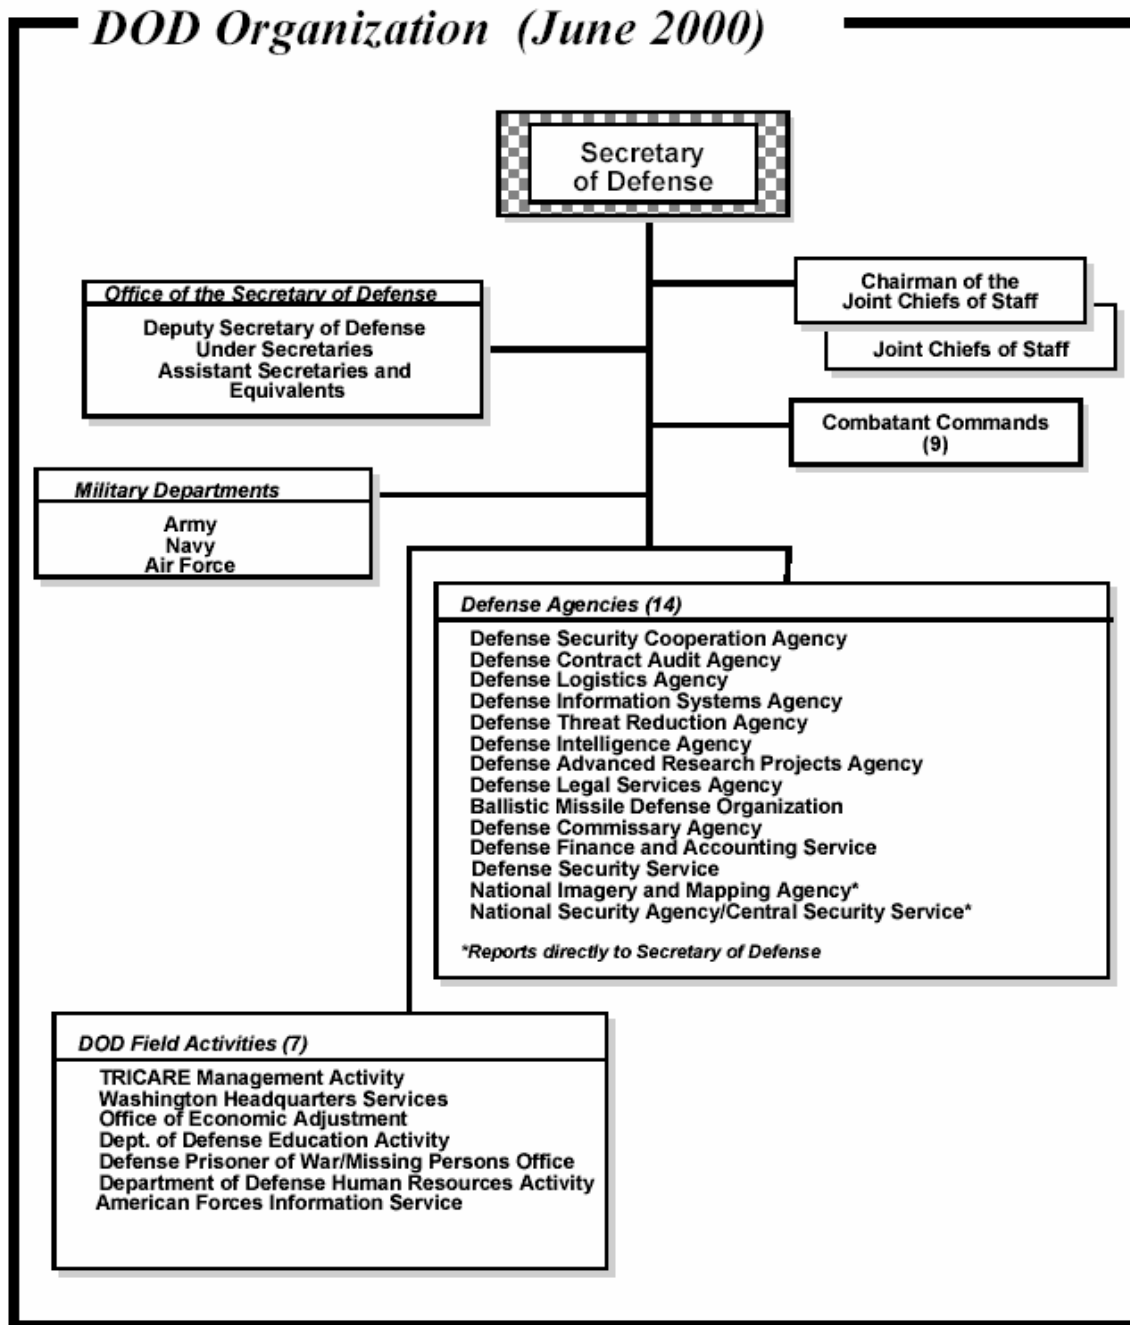 DOD Organization (June 2000)
Secretary
of Defense
Office of the Secretary of Defense
Deputy Secretary of Defense
Under Secretaries
Assistant Secretaries and
Equivalents
Chairman of the
Joint Chiefs of Staff
Joint Chiefs of Staff
Combatant Commands
(9)
Military Departments
Army
Navy
Air Force
Defense Agencies (14)
Defense Security Cooperation Agency
Defense Contract Audit Agency
Defense Logistics Agency
Defense Information Systems Agency
Defense Threat Reduction Agency
Defense Intelligence Agency
Defense Advanced Research Projects Agency
Defense Legal Services Agency
Ballistic Missile Defense Organization
Defense Commissary Agency
Defense Finance and Accounting Service
Defense Security Service
National Imagery and Mapping Agency*
National Security Agency/Central Security Service*
*Reports directly to Secretary of Defense
DOD Field Activities (7)
TRICARE Management Activity
Washington Headquarters Services
Office of Economic Adjustment
Dept. of Defense Education Activity
Defense Prisoner of War/Missing Persons Office
Department of Defense Human Resources Activity
American Forces Information Service